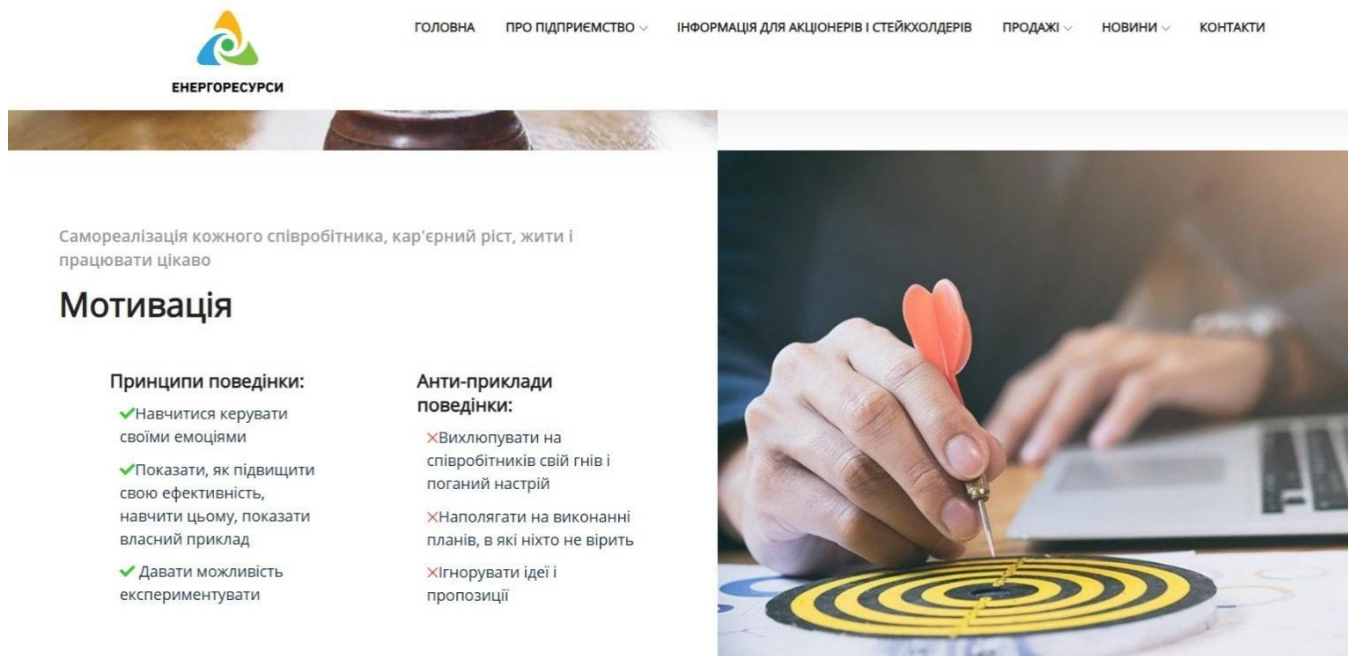 ЕНЕРГОРЕСУРСИ
ГОЛОВНА ПРО ПІДПРИЄМСТВО ІНФОРМАЦІЯ ДЛЯ АКЦІОНЕРІВ І СТЕЙКХОЛДЕРІВ ПРОДАЖІ НОВИНИ КОНТАКТИ
Самореалізація кожного співробітника, кар'єрний ріст, жити і
працювати цікаво
Мотивація
Принципи поведінки:
Навчитися керувати
своїми емоціями
Показати, як підвищити
свою ефективність,
навчити цьому, показати
власний приклад
Давати можливість
експериментувати
Анти-приклади
поведінки:
Вихлюпувати на
співробітників свій гнів і
поганий настрій
Наполягати на виконанні
планів, в які ніхто не вірить
Ігнорувати ідеї і
пропозиції